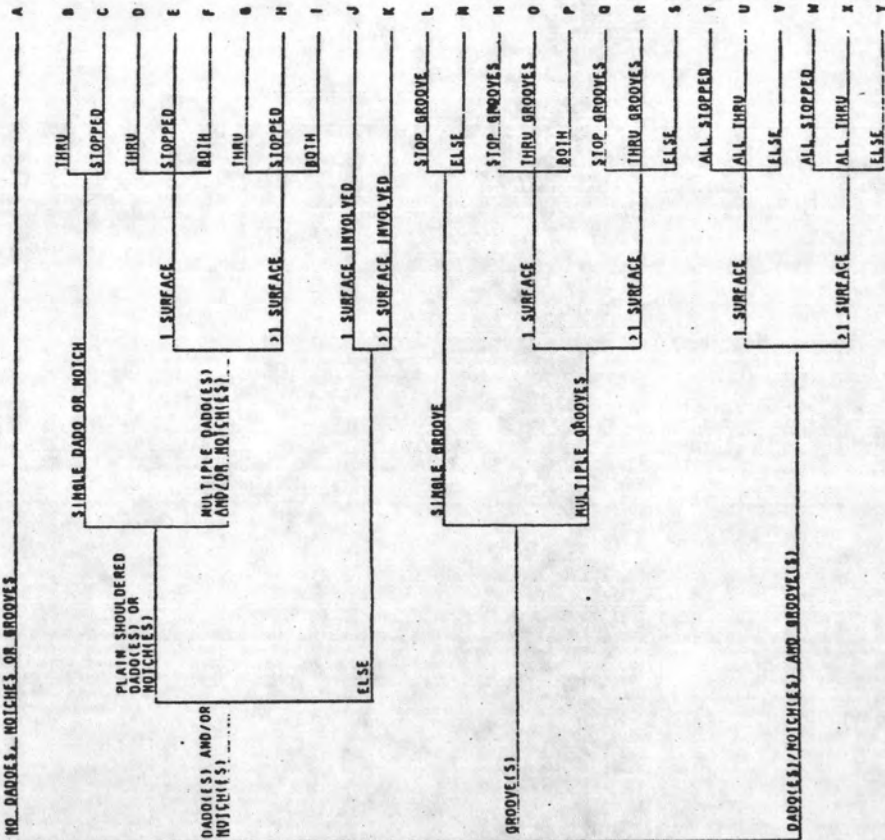 NO DADOES, NOTCHES OR GROOVES A
THRU B
SINGLE DADO OR NOTCH
STOPPED C
PLAIN SHOULDERED
DADO(ES) OR
NOTCH(ES)
THRU D
1 SURFACE STOPPED E
DADO(ES) AND/OR
NOTCH(ES)
MULTIPLE DADO(ES)
AND/OR NOTCH(ES)
BOTH F
THRU G
>1 SURFACE STOPPED H
BOTH I
1 SURFACE INVOLVED J
ELSE
>1 SURFACE INVOLVED K
SINGLE GROOVE
STOP GROOVE L
ELSE M
STOP GROOVES N
GROOVE(S)
1 SURFACE THRU GROOVES O
BOTH P
MULTIPLE GROOVES
STOP GROOVES Q
>1 SURFACE THRU GROOVES R
ELSE S
ALL STOPPED T
1 SURFACE ALL THRU U
ELSE V
DADO(ES)/NOTCH(ES) AND GROOVE(S)
ALL STOPPED W
>1 SURFACE ALL THRU X
ELSE Y